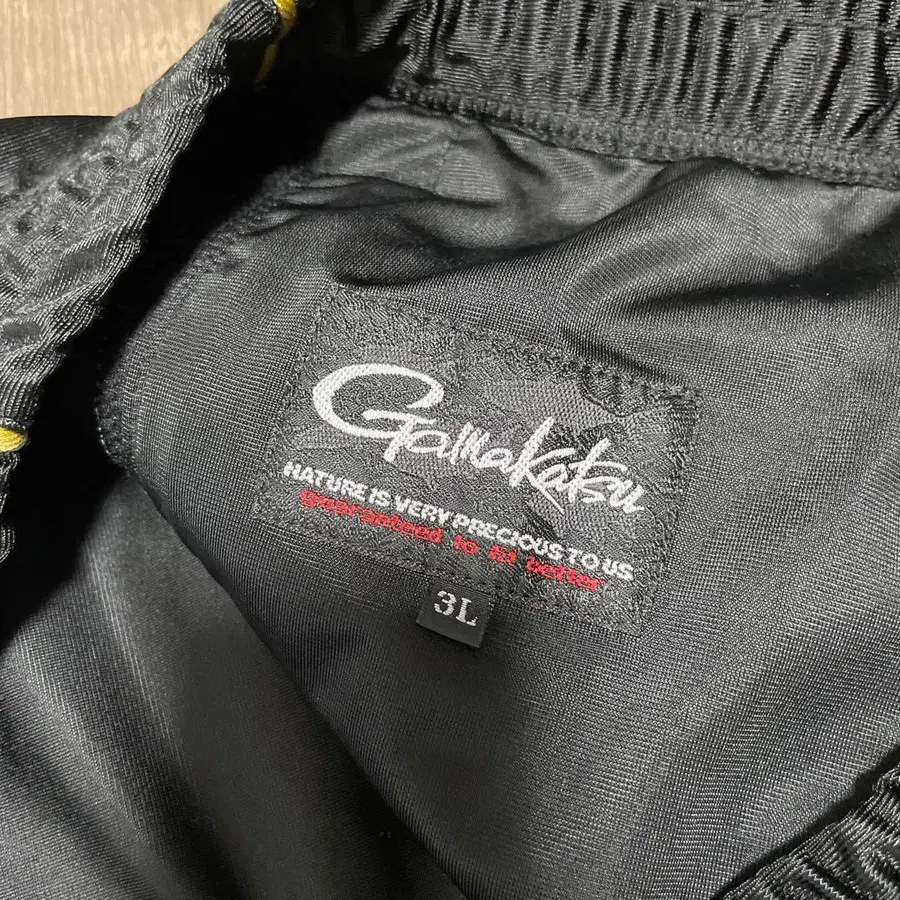 Gamakatsu
NATURE IS VERY PRECIOUS TO US
Guaranteed to fit better
3L